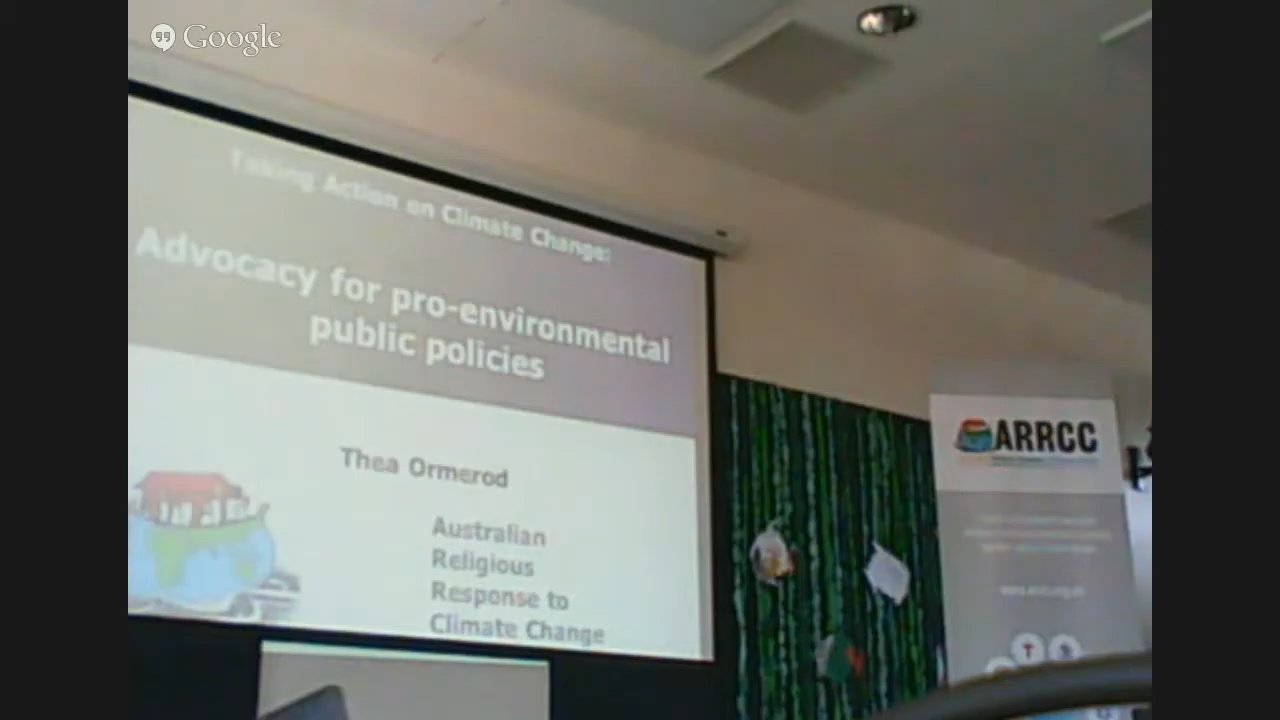 Google
Taking Action on Climate Change:
Advocacy for pro-environmental
public policies
Thea Ormerod
Australian
Religious
Response to
Climate Change
ARRCC
T